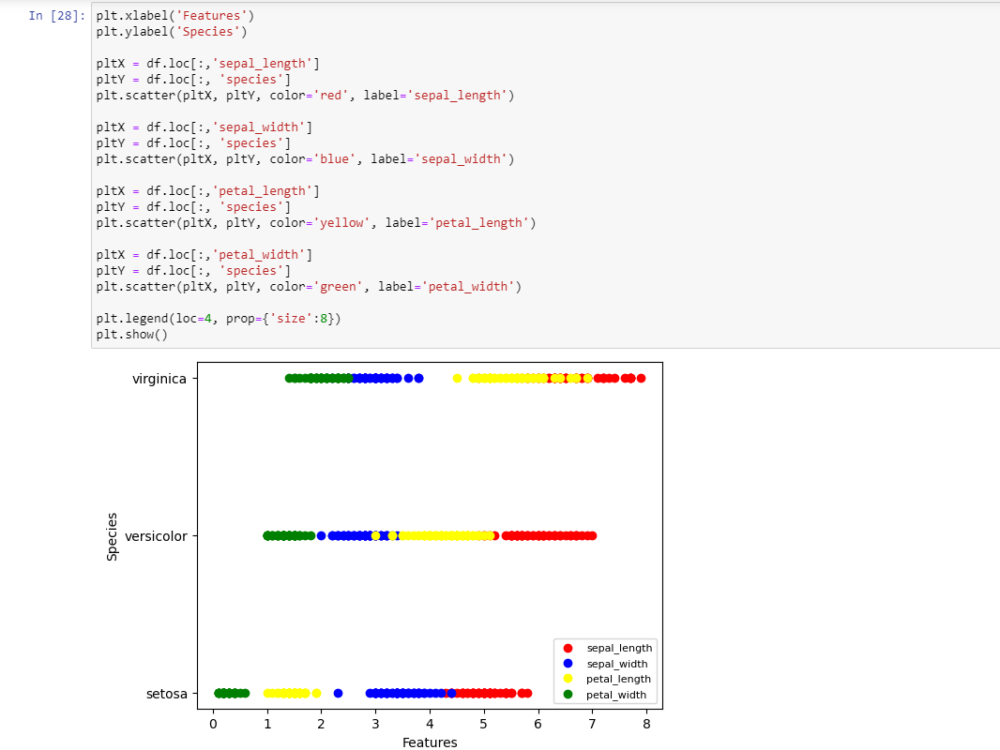 In [28]: plt.xlabel('Features')
plt.ylabel('Species')
pltX = df.loc[:,'sepal_length']
pltY = df.loc[:, 'species']
plt.scatter(pltX, pltY, color='red', label='sepal_length')
pltX = df.loc[:,'sepal_width']
pltY = df.loc[:, 'species']
plt.scatter(pltX, pltY, color='blue', label='sepal_width')
pltX = df.loc[:,'petal_length']
pltY = df.loc[:, 'species']
plt.scatter(pltX, pltY, color='yellow', label='petal_length')
pltX = df.loc[:,'petal_width']
pltY = df.loc[:, 'species']
plt.scatter(pltX, pltY, color='green', label='petal_width')
plt.legend(loc=4, prop={'size':8})
plt.show()
virginica
versicolor
setosa
Species
sepal_length
sepal_width
petal_length
petal_width
0 1 2 3 4 5 6 7 8
Features